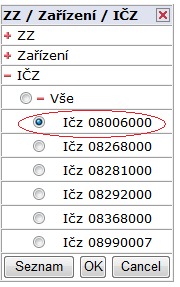 ZZ / Zařízení / IČZ
ZZ
Zařízení
IČZ
Vše
Ičz 08006000
Ičz 08268000
Ičz 08281000
Ičz 08292000
Ičz 08368000
Ičz 08990007
Seznam OK Cancel